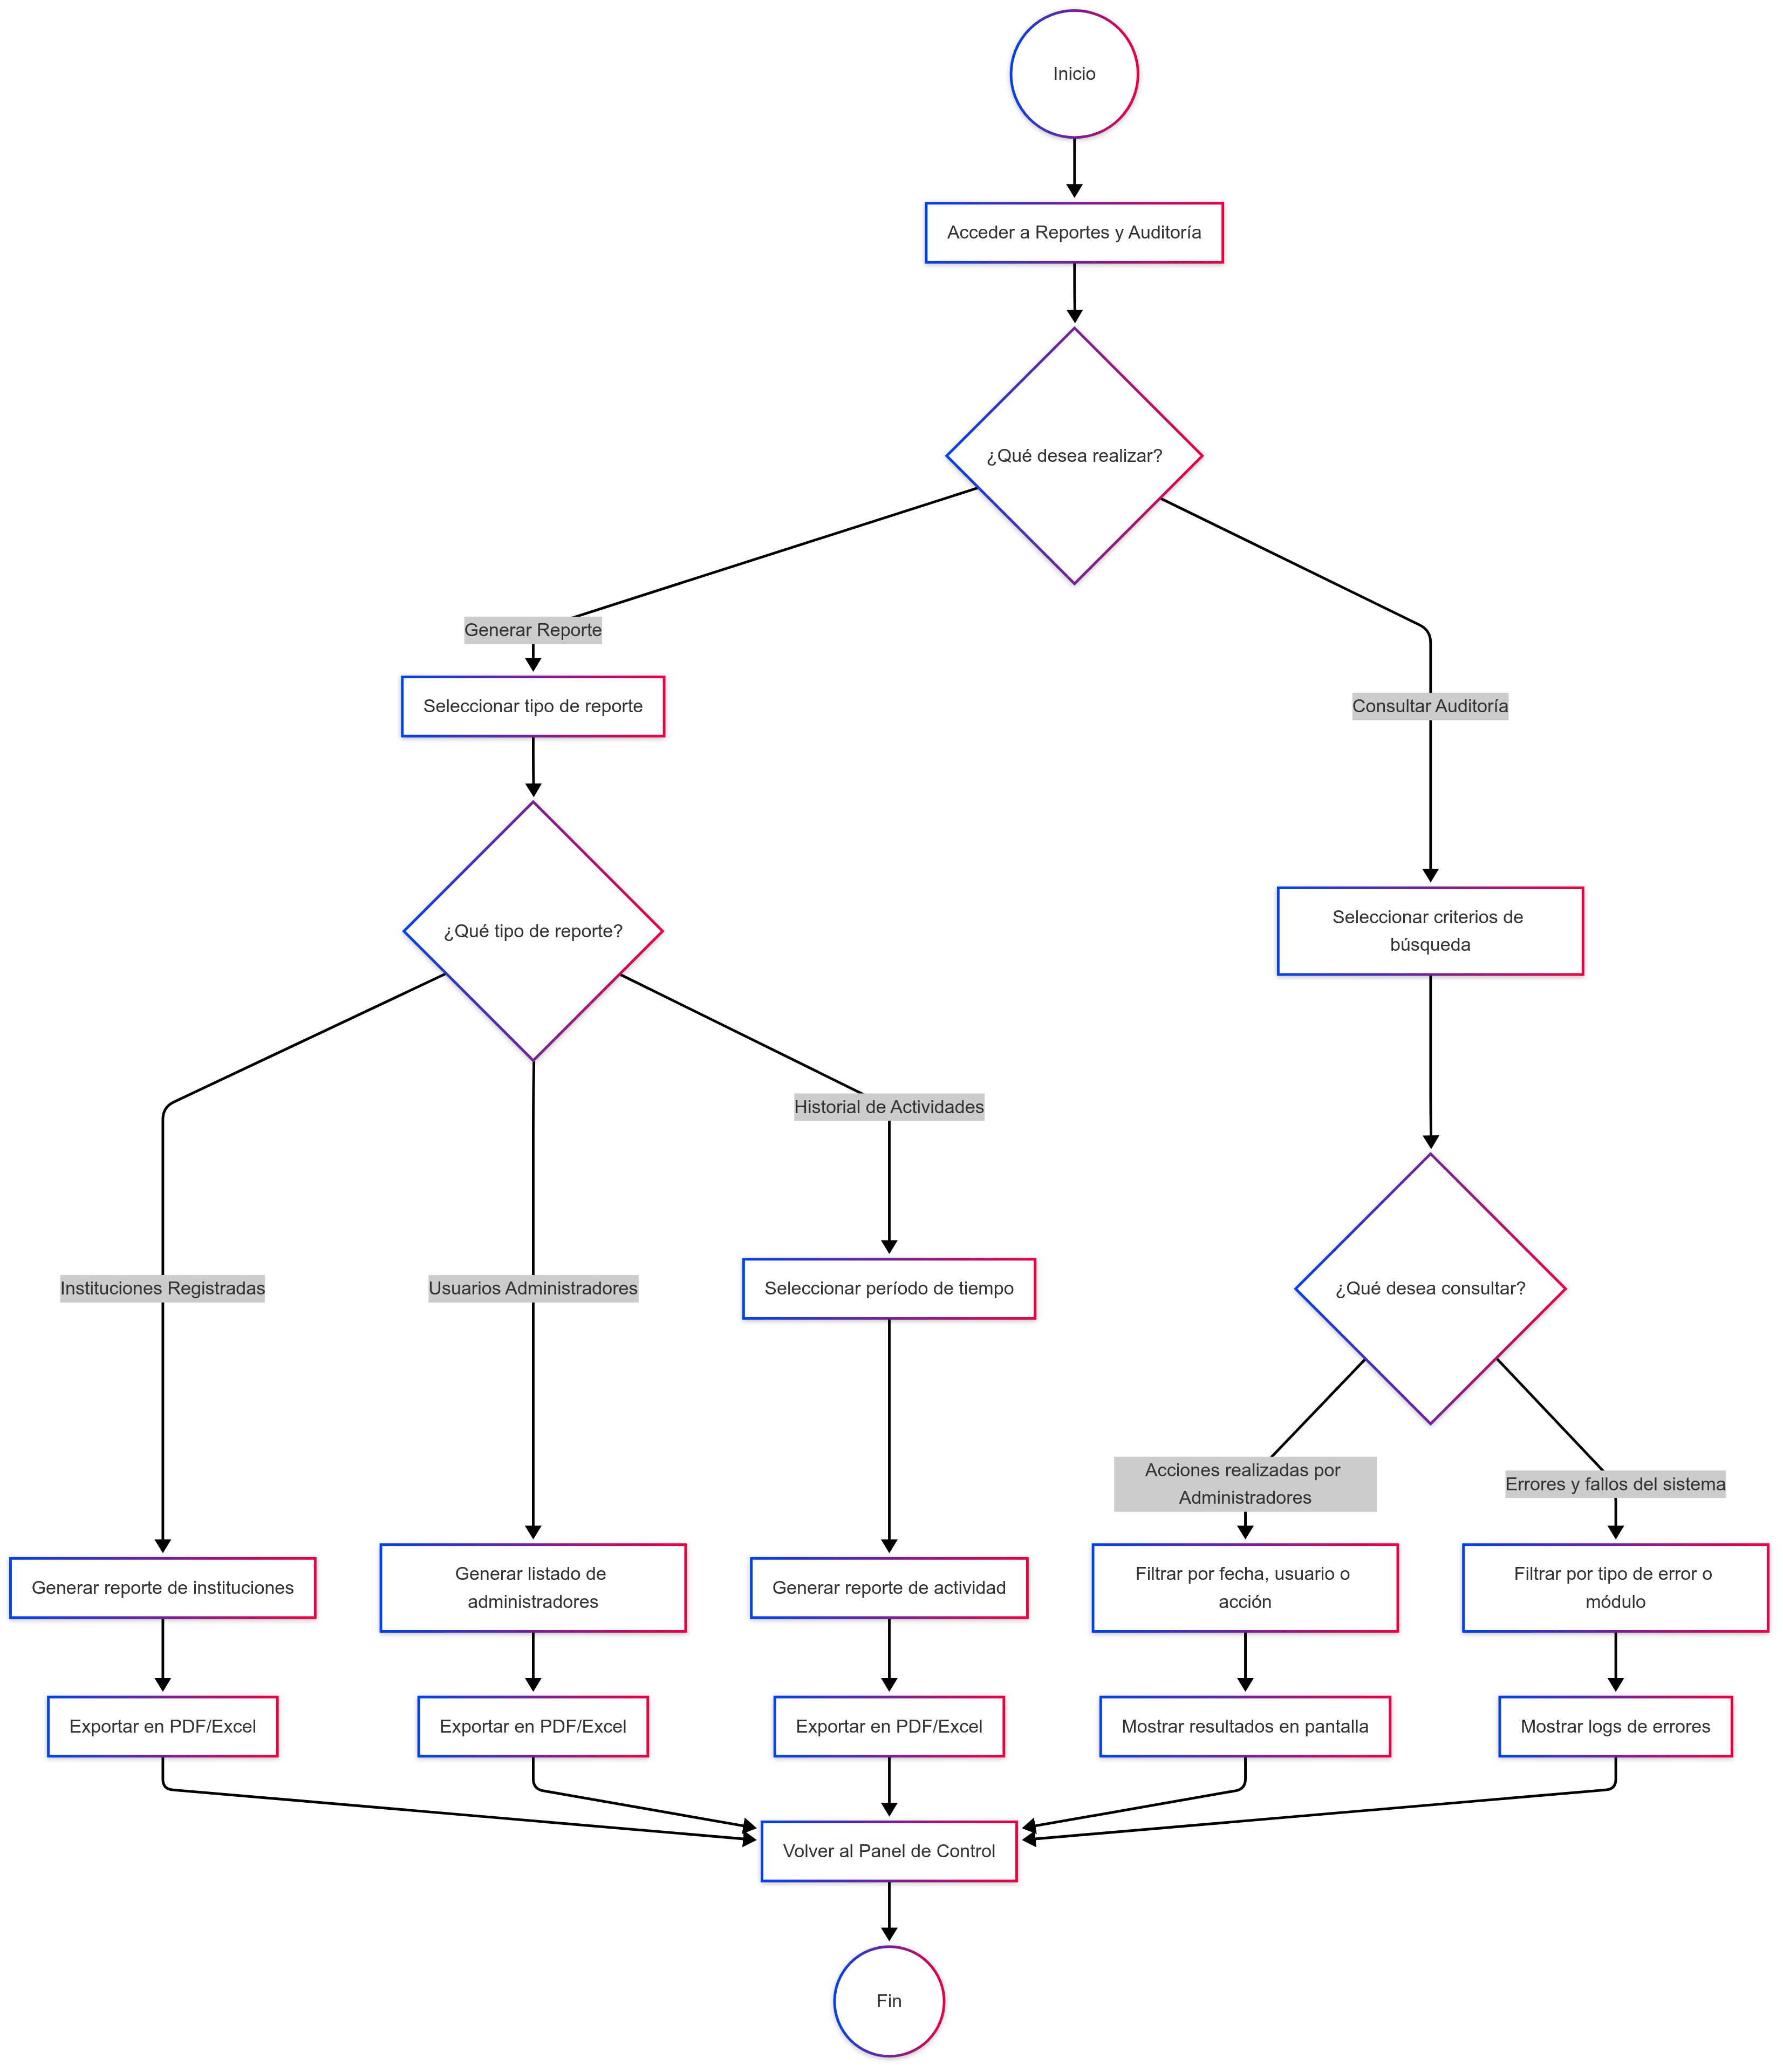 Inicio
Acceder a Reportes y Auditoría
¿Qué desea realizar?
Generar Reporte
Consultar Auditoría
Seleccionar tipo de reporte
¿Qué tipo de reporte?
Seleccionar criterios de
búsqueda
Historial de Actividades
Instituciones Registradas
Usuarios Administradores
Seleccionar período de tiempo
¿Qué desea consultar?
Acciones realizadas por
Administradores
Errores y fallos del sistema
Generar reporte de instituciones
Generar listado de
administradores
Generar reporte de actividad
Filtrar por fecha, usuario o
acción
Filtrar por tipo de error o
módulo
Exportar en PDF/Excel
Exportar en PDF/Excel
Exportar en PDF/Excel
Mostrar resultados en pantalla
Mostrar logs de errores
Volver al Panel de Control
Fin